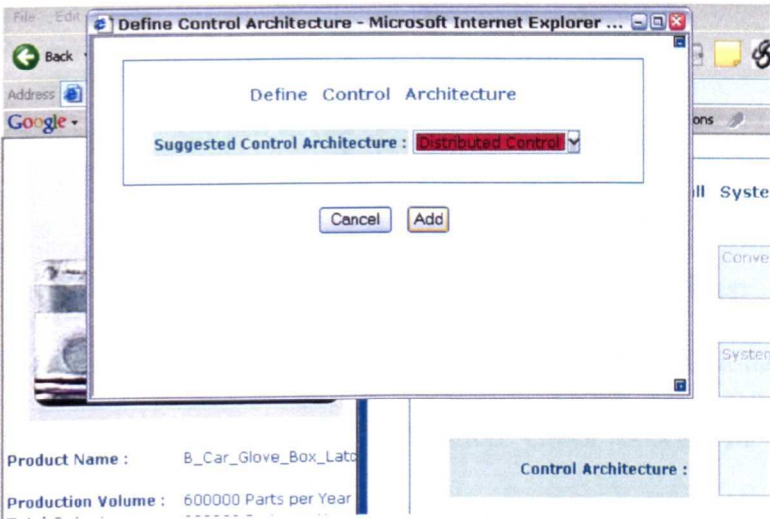 File Edit
Define Control Architecture - Microsoft Internet Explorer ...
Back
Address
Google
ons
Define Control Architecture
Suggested Control Architecture : Distributed Control
Cancel Add
ll Syste
Conve
System
Product Name : B_Car_Glove_Box_Latc
Control Architecture :
Production Volume : 600000 Parts per Year